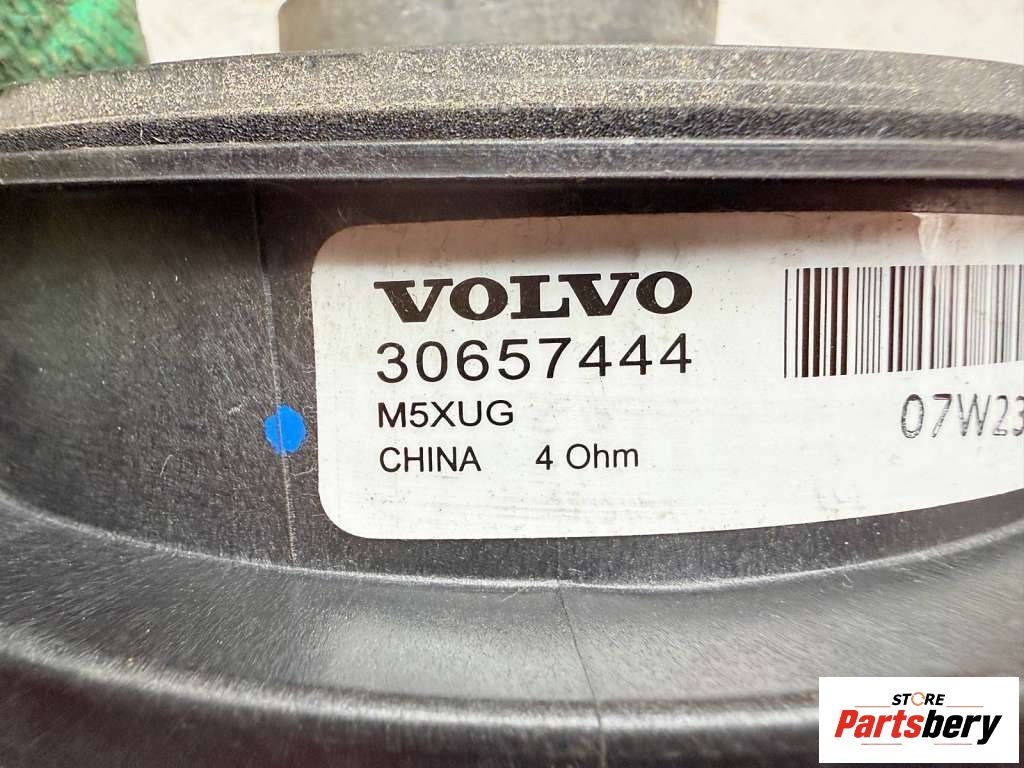 VOLVO
30657444
M5XUG
07W23
CHINA 4 Ohm
STORE
Partsbery